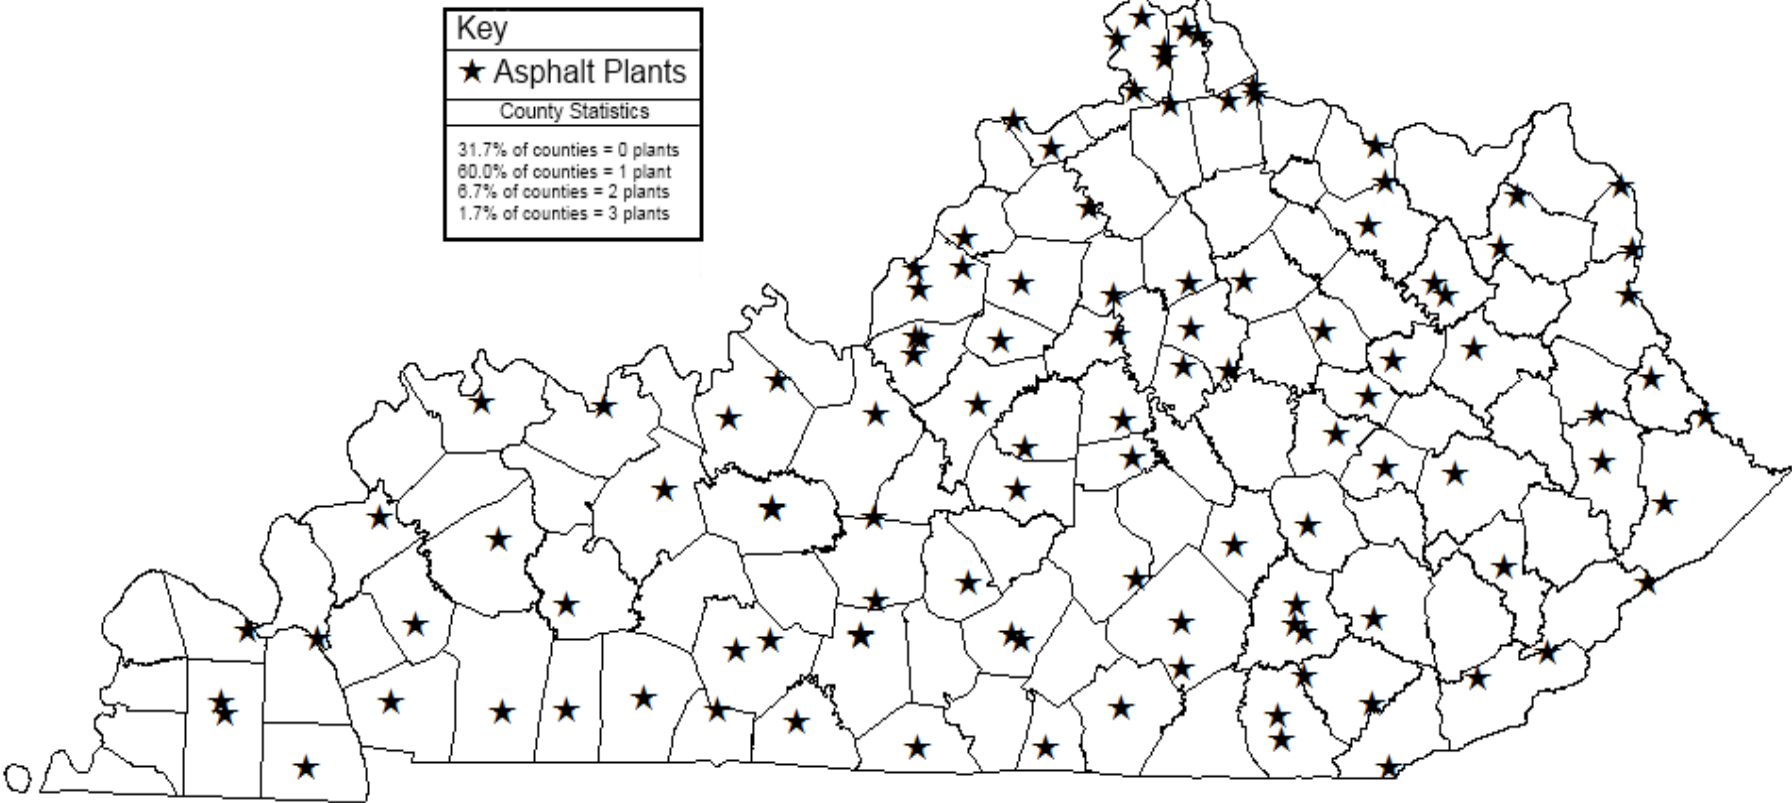 Key
★ Asphalt Plants
County Statistics
31.7% of counties = 0 plants
60.0% of counties = 1 plant
6.7% of counties = 2 plants
1.7% of counties = 3 plants